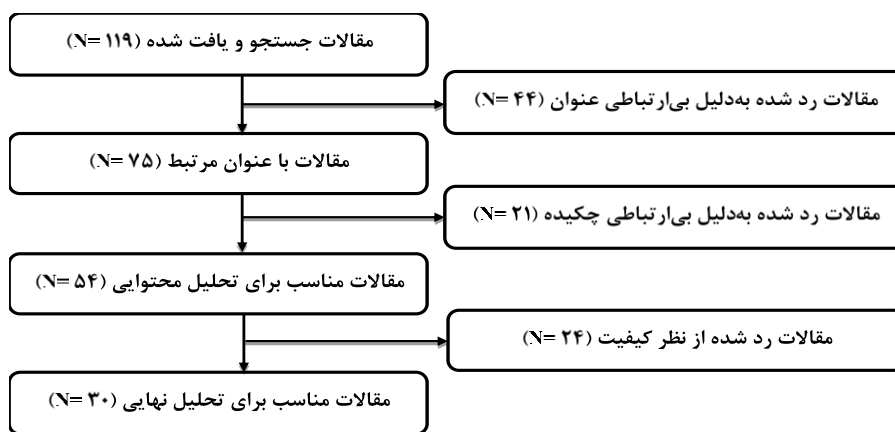 مقالات جستجو و یافت شده (N= ۱۱۹)
مقالات رد شده به‌دلیل بی‌ارتباطی عنوان (N= ۴۴)
مقالات با عنوان مرتبط (N= ۷۵)
مقالات رد شده به‌دلیل بی‌ارتباطی چکیده (N= ۲۱)
مقالات مناسب برای تحلیل محتوایی (N= ۵۴)
مقالات رد شده از نظر کیفیت (N= ۲۴)
مقالات مناسب برای تحلیل نهایی (N= ۳۰)